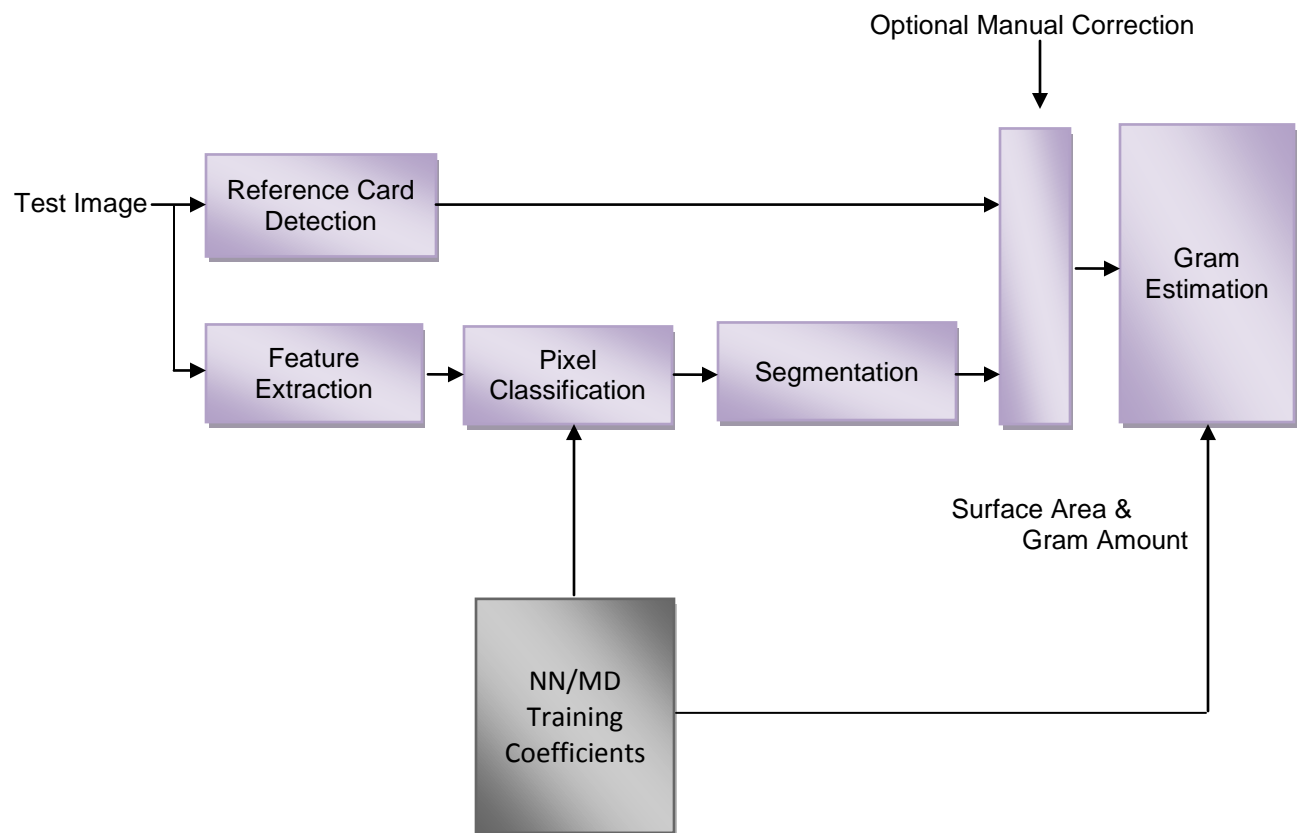 Optional Manual Correction
Test Image
Reference Card
Detection
Feature
Extraction
Pixel
Classification
Segmentation
Gram
Estimation
Surface Area &
Gram Amount
NN/MD
Training
Coefficients